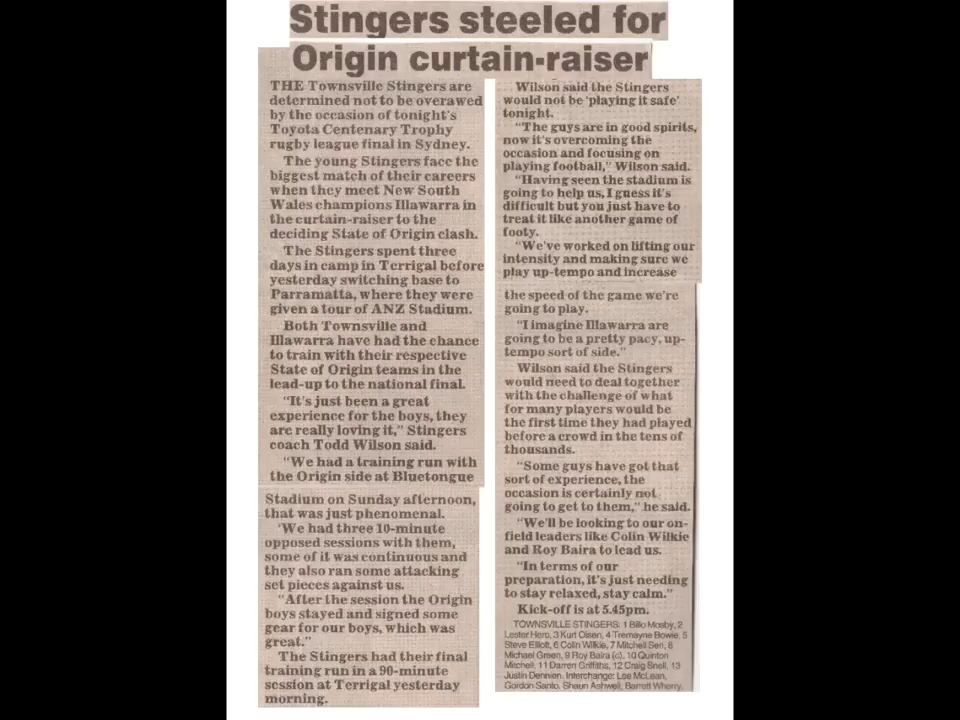 Stingers steeled for
Origin curtain-raiser
THE Townsville Stingers are
determined not to be overawed
by the occasion of tonight's
Toyota Centenary Trophy
rugby league final in Sydney.
The young Stingers face the
biggest match of their careers
when they meet New South
Wales champions Illawarra in
the curtain-raiser to the
deciding State of Origin clash.
The Stingers spent three
days in camp in Terrigal before
yesterday switching base to
Parramatta, where they were
given a tour of ANZ Stadium.
Both Townsville and
Illawarra have had the chance
to train with their respective
State of Origin teams in the
lead-up to the national final.
"It's just been a great
experience for the boys, they
are really loving it," Stingers
coach Todd Wilson said.
"We had a training run with
the Origin side at Bluetongue
Stadium on Sunday afternoon,
that was just phenomenal.
'We had three 10-minute
opposed sessions with them,
some of it was continuous and
they also ran some attacking
set pieces against us.
"After the session the Origin
boys stayed and signed some
gear for our boys, which was
great."
The Stingers had their final
training run in a 90-minute
session at Terrigal yesterday
morning.
Wilson said the Stingers
would not be 'playing it safe'
tonight.
"The guys are in good spirits,
now it's overcoming the
occasion and focusing on
playing football," Wilson said.
"Having seen the stadium is
going to help us, I guess it's
difficult but you just have to
treat it like another game of
footy.
"We've worked on lifting our
intensity and making sure we
play up-tempo and increase
the speed of the game we're
going to play.
"I imagine Illawarra are
going to be a pretty pacy, up-
tempo sort of side."
Wilson said the Stingers
would need to deal together
with the challenge of what
for many players would be
the first time they had played
before a crowd in the tens of
thousands.
"Some guys have got that
sort of experience, the
occasion is certainly not
going to get to them," he said.
"We'll be looking to our on-
field leaders like Colin Wilkie
and Roy Baira to lead us.
"In terms of our
preparation, it's just needing
to stay relaxed, stay calm."
Kick-off is at 5.45pm.
TOWNSVILLE STINGERS: 1 Billo Mosby, 2
Lester Hero, 3 Kurt Olsen, 4 Tremayne Bowie, 5
Steve Elliott, 6 Colin Wilkie, 7 Mitchell Sen, 8
Michael Green, 9 Roy Baira (c), 10 Quinton
Mitchell, 11 Darren Griffiths, 12 Craig Snell, 13
Justin Dennien. Interchange: Lee McLean,
Gordon Santo, Shaun Ashwell, Barrett Wherry.